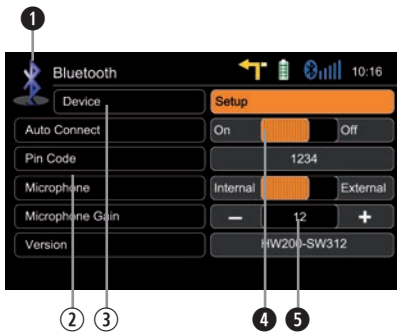 1
Bluetooth 10:16
Device Setup
Auto Connect On Off
Pin Code 1234
Microphone Internal External
Microphone Gain − 12 +
Version HW200-SW312
2 3 4 5